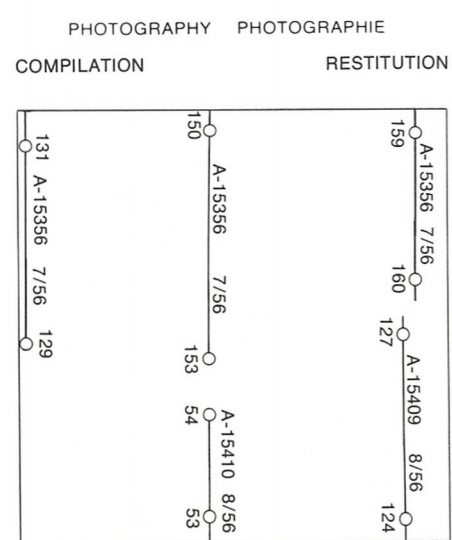 PHOTOGRAPHY PHOTOGRAPHIE
COMPILATION RESTITUTION
131 A-15356 7/56 129
150 A-15356 7/56 153
54 A-15410 8/56 53
159 A-15356 7/56 160
127 A-15409 8/56 124